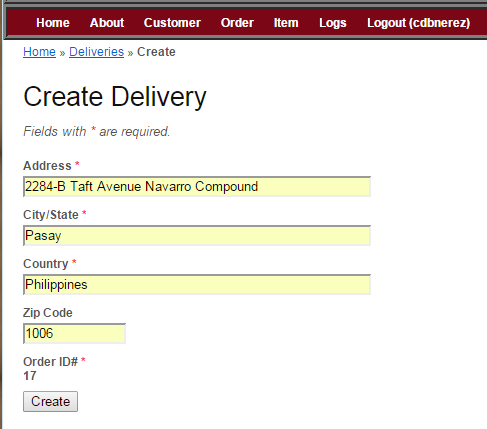 Home About Customer Order Item Logs Logout (cdbnerez)
Home » Deliveries » Create
Create Delivery
Fields with * are required.
Address *
2284-B Taft Avenue Navarro Compound
City/State *
Pasay
Country *
Philippines
Zip Code
1006
Order ID# *
17
Create